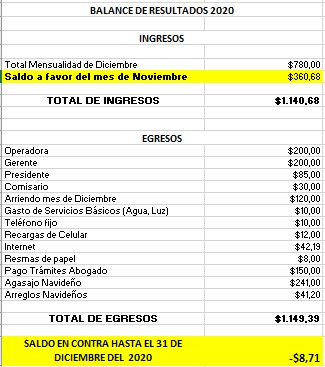 BALANCE DE RESULTADOS 2020
INGRESOS
Total Mensualidad de Diciembre $780,00
Saldo a favor del mes de Noviembre $360,68
TOTAL DE INGRESOS $1.140,68
EGRESOS
Operadora $200,00
Gerente $200,00
Presidente $85,00
Comisario $30,00
Arriendo mes de Diciembre $120,00
Gasto de Servicios Básicos (Agua, Luz) $10,00
Teléfono fijo $10,00
Recargas de Celular $12,00
Internet $42,19
Resmas de papel $8,00
Pago Trámites Abogado $150,00
Agasajo Navideño $241,00
Arreglos Navideños $41,20
TOTAL DE EGRESOS $1.149,39
SALDO EN CONTRA HASTA EL 31 DE
DICIEMBRE DEL 2020 -$8,71